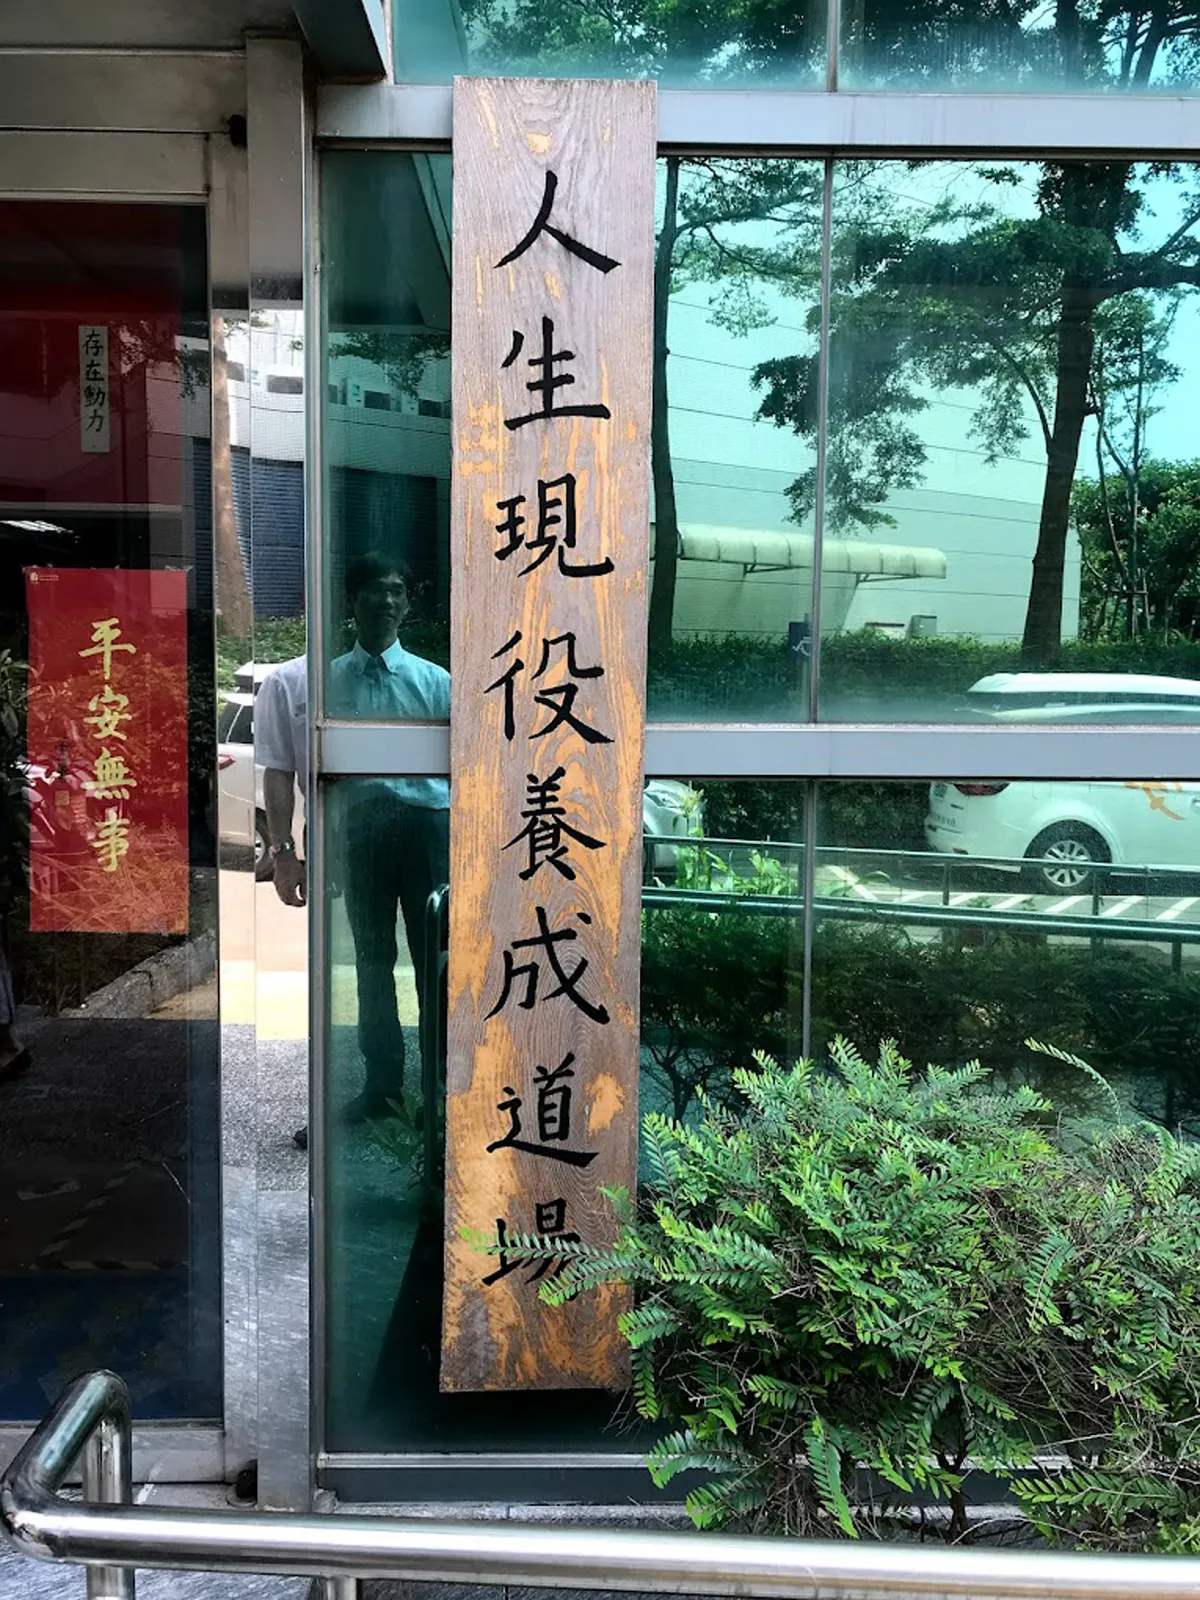 人生現役養成道場
存在動力
平安無事